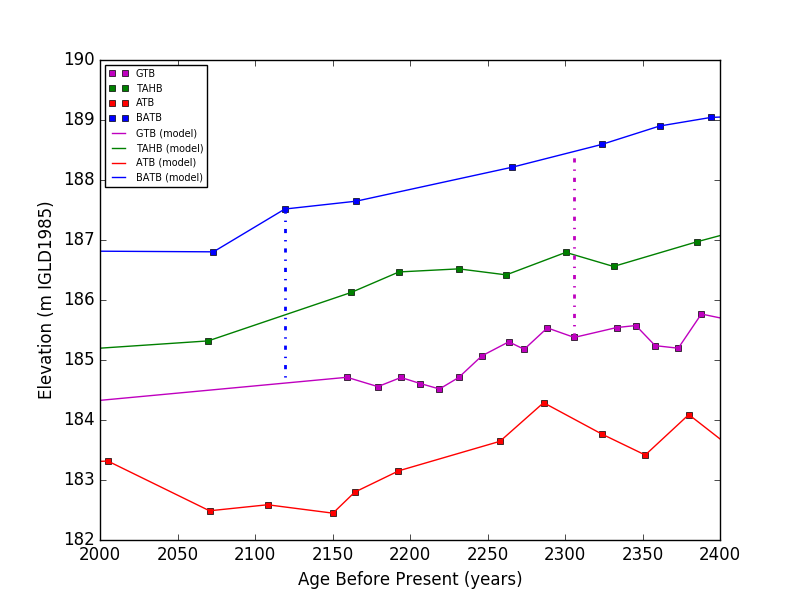 190
189
188
187
186
185
184
183
182
Elevation (m IGLD1985)
GTB
TAHB
ATB
BATB
GTB (model)
TAHB (model)
ATB (model)
BATB (model)
2000 2050 2100 2150 2200 2250 2300 2350 2400
Age Before Present (years)